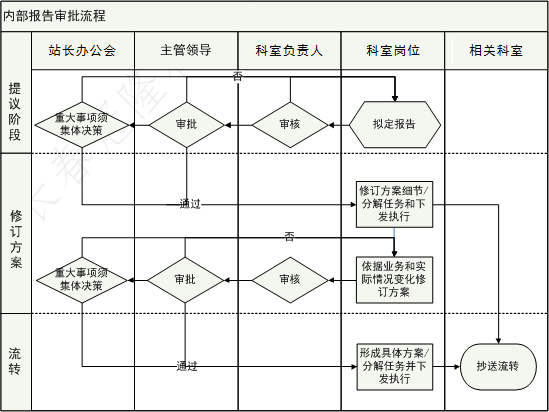 内部报告审批流程
站长办公会
主管领导
科室负责人
科室岗位
相关科室
提议阶段
否
重大事项须
集体决策
审批
审核
拟定报告
修订方案
通过
修订方案细节/
分解任务和下
发执行
否
重大事项须
集体决策
审批
审核
依据业务和实
际情况变化修
订方案
流转
通过
形成具体方案/
分解任务并下
发执行
抄送流转